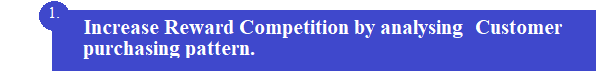 1.
Increase Reward Competition by analysing Customer
purchasing pattern.